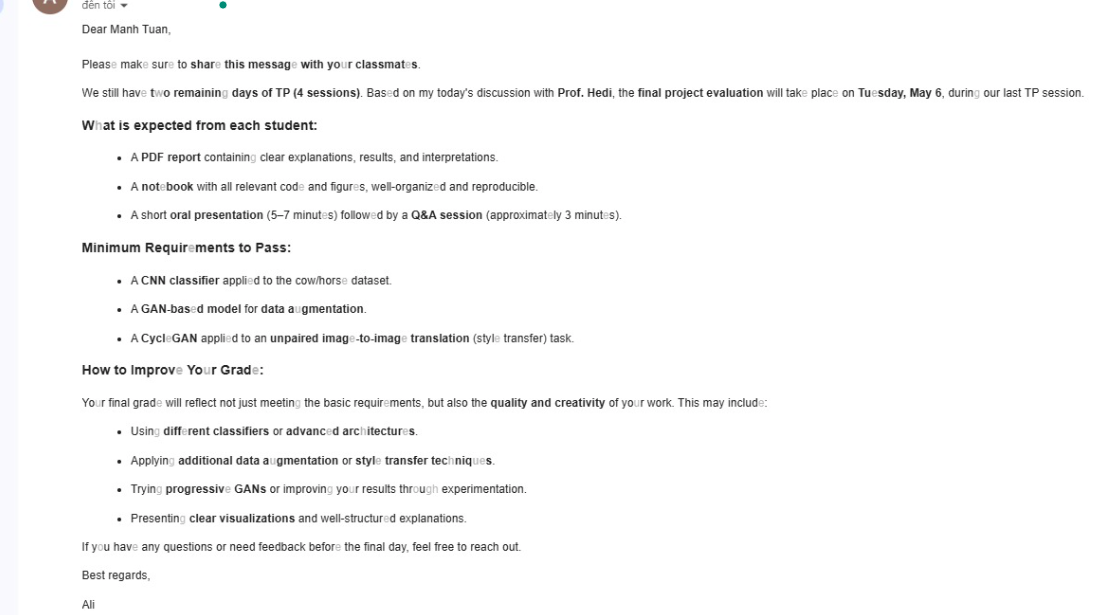 A
đến tôi
Dear Manh Tuan,
Please make sure to share this message with your classmates.
We still have two remaining days of TP (4 sessions). Based on my today's discussion with Prof. Hedi, the final project evaluation will take place on Tuesday, May 6, during our last TP session.
What is expected from each student:
• A PDF report containing clear explanations, results, and interpretations.
• A notebook with all relevant code and figures, well-organized and reproducible.
• A short oral presentation (5–7 minutes) followed by a Q&A session (approximately 3 minutes).
Minimum Requirements to Pass:
• A CNN classifier applied to the cow/horse dataset.
• A GAN-based model for data augmentation.
• A CycleGAN applied to an unpaired image-to-image translation (style transfer) task.
How to Improve Your Grade:
Your final grade will reflect not just meeting the basic requirements, but also the quality and creativity of your work. This may include:
• Using different classifiers or advanced architectures.
• Applying additional data augmentation or style transfer techniques.
• Trying progressive GANs or improving your results through experimentation.
• Presenting clear visualizations and well-structured explanations.
If you have any questions or need feedback before the final day, feel free to reach out.
Best regards,
Ali